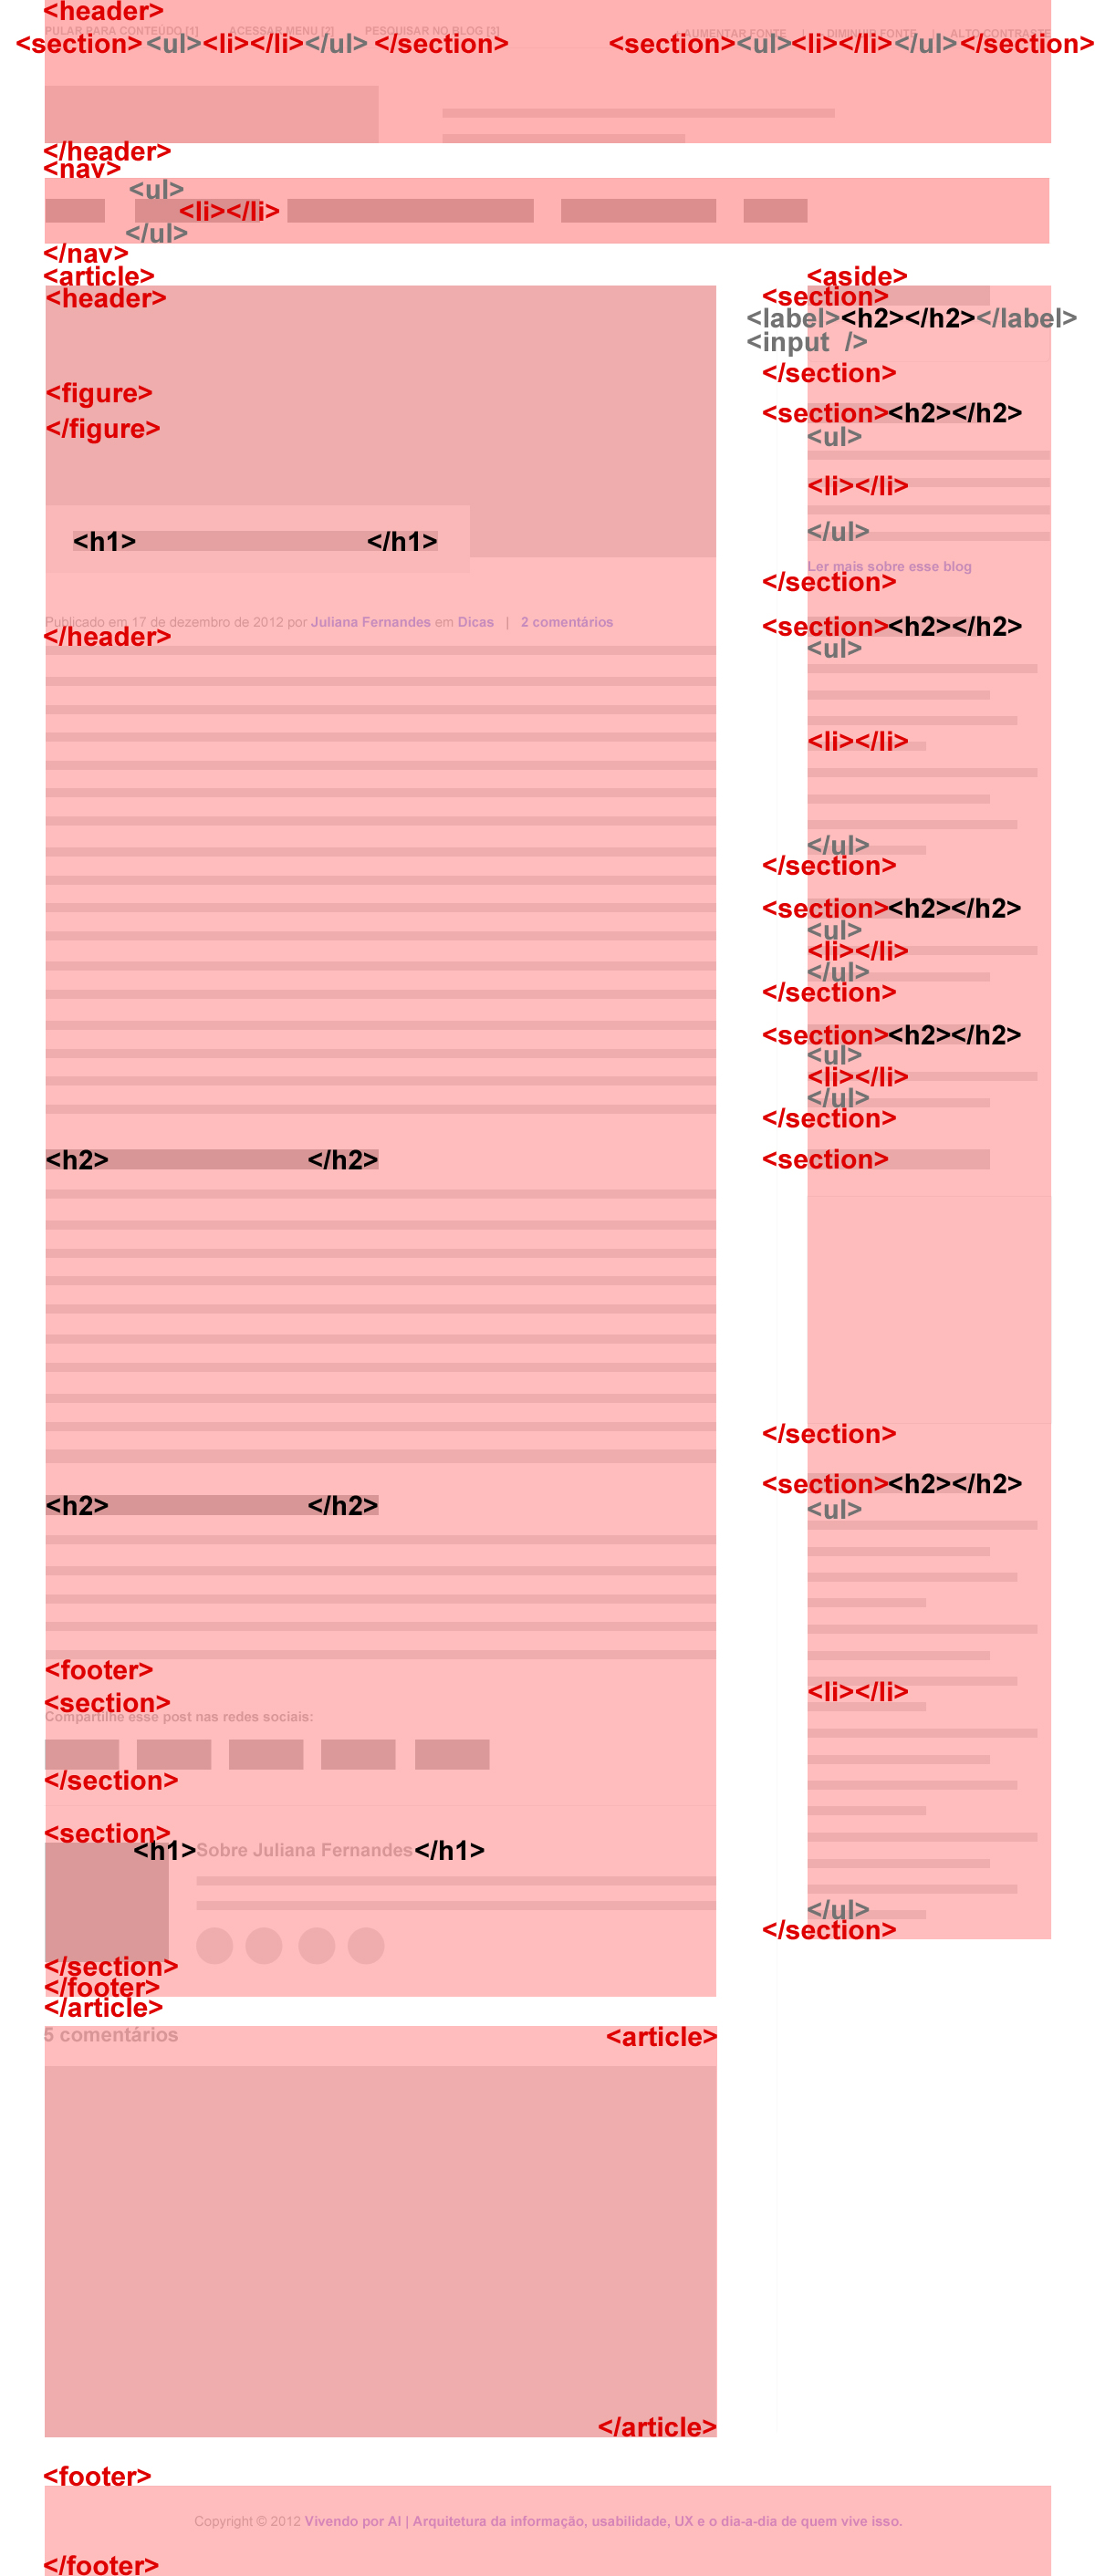 <header>
PULAR PARA CONTEÚDO [1] ACESSAR MENU [2] PESQUISAR NO BLOG [3]
AUMENTAR FONTE | DIMINUIR FONTE | ALTO CONTRASTE
<section><ul><li></li></ul></section>
<section><ul><li></li></ul></section>
</header>
<nav>
<ul>
<li></li>
</ul>
</nav>
<article>
<header>
<figure>
</figure>
<h1> </h1>
Publicado em 17 de dezembro de 2012 por Juliana Fernandes em Dicas | 2 comentários
</header>
<h2> </h2>
<h2> </h2>
<footer>
<section>
Compartilhe esse post nas redes sociais:
</section>
<section>
<h1>Sobre Juliana Fernandes</h1>
</section>
</footer>
</article>
<aside>
<section>
<label><h2></h2></label>
<input />
</section>
<section><h2></h2>
<ul>
<li></li>
</ul>
Ler mais sobre esse blog
</section>
<section><h2></h2>
<ul>
<li></li>
</ul>
</section>
<section><h2></h2>
<ul>
<li></li>
</ul>
</section>
<section><h2></h2>
<ul>
<li></li>
</ul>
</section>
<section>
</section>
<section><h2></h2>
<ul>
<li></li>
</ul>
</section>
5 comentários
<article>
</article>
<footer>
Copyright © 2012 Vivendo por AI | Arquitetura da informação, usabilidade, UX e o dia-a-dia de quem vive isso.
</footer>